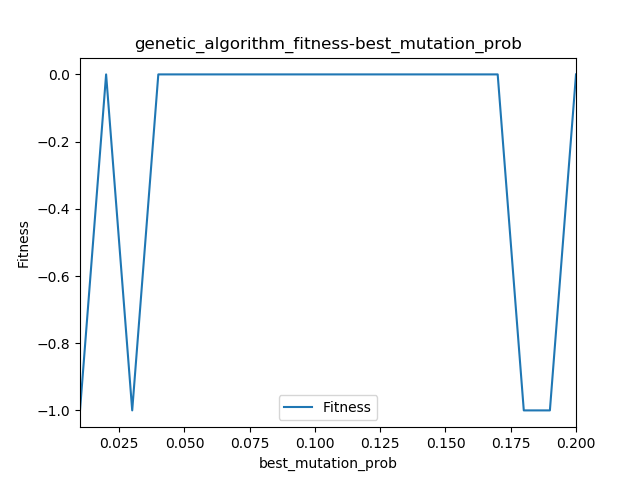 genetic_algorithm_fitness-best_mutation_prob
0.0
−0.2
−0.4
−0.6
−0.8
−1.0
Fitness
Fitness
0.025 0.050 0.075 0.100 0.125 0.150 0.175 0.200
best_mutation_prob